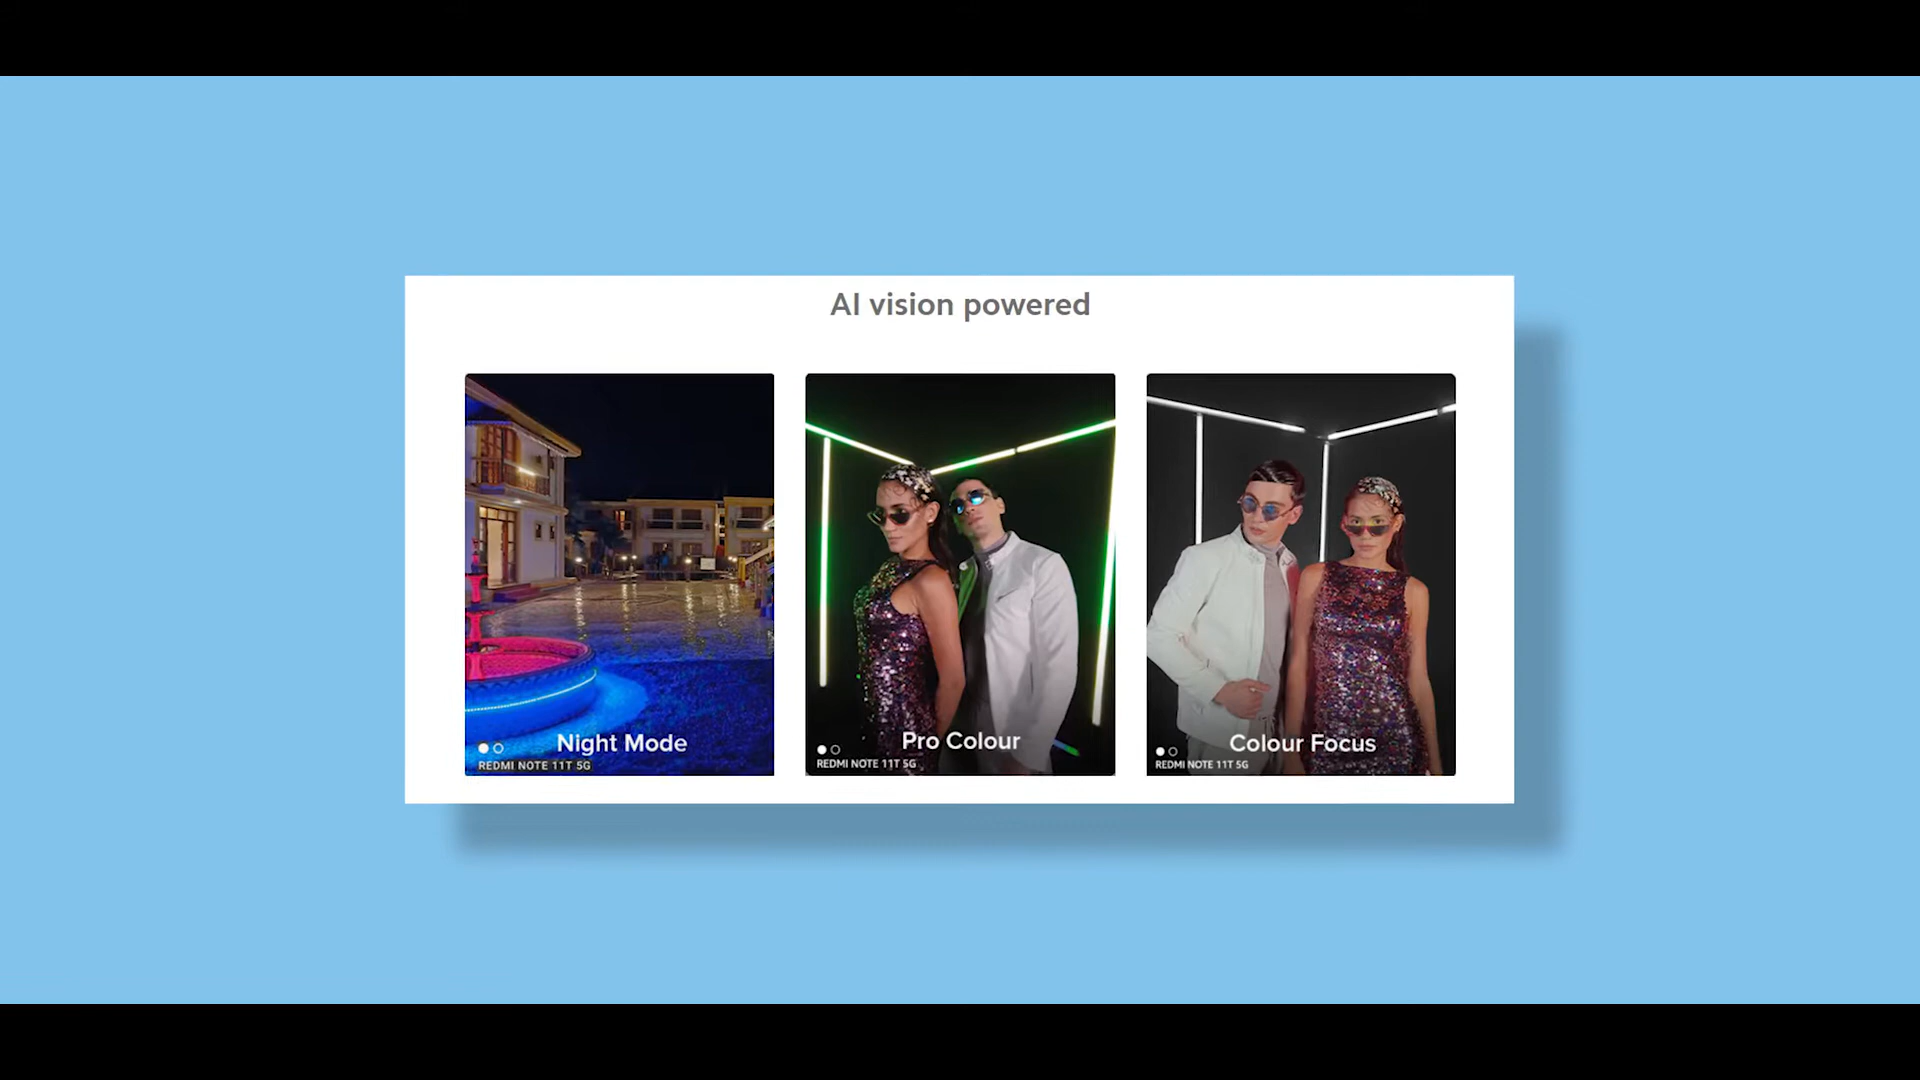 AI vision powered
Night Mode
REDMI NOTE 11T 5G
Pro Colour
REDMI NOTE 11T 5G
Colour Focus
REDMI NOTE 11T 5G